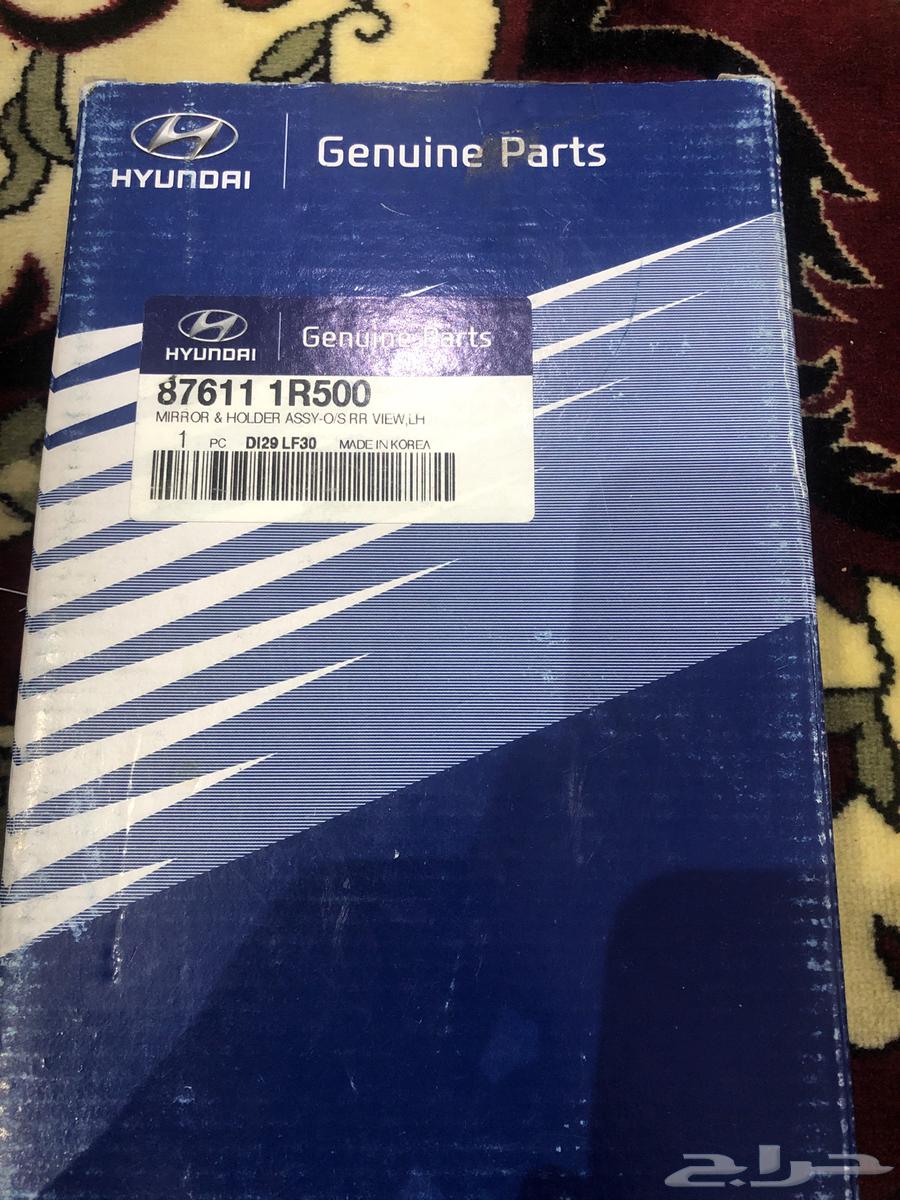 HYUNDAI
Genuine Parts
HYUNDAI
Genuine Parts
87611 1R500
MIRROR & HOLDER ASSY-O/S RR VIEW,LH
1 PC DI29 LF30 MADE IN KOREA
حراج